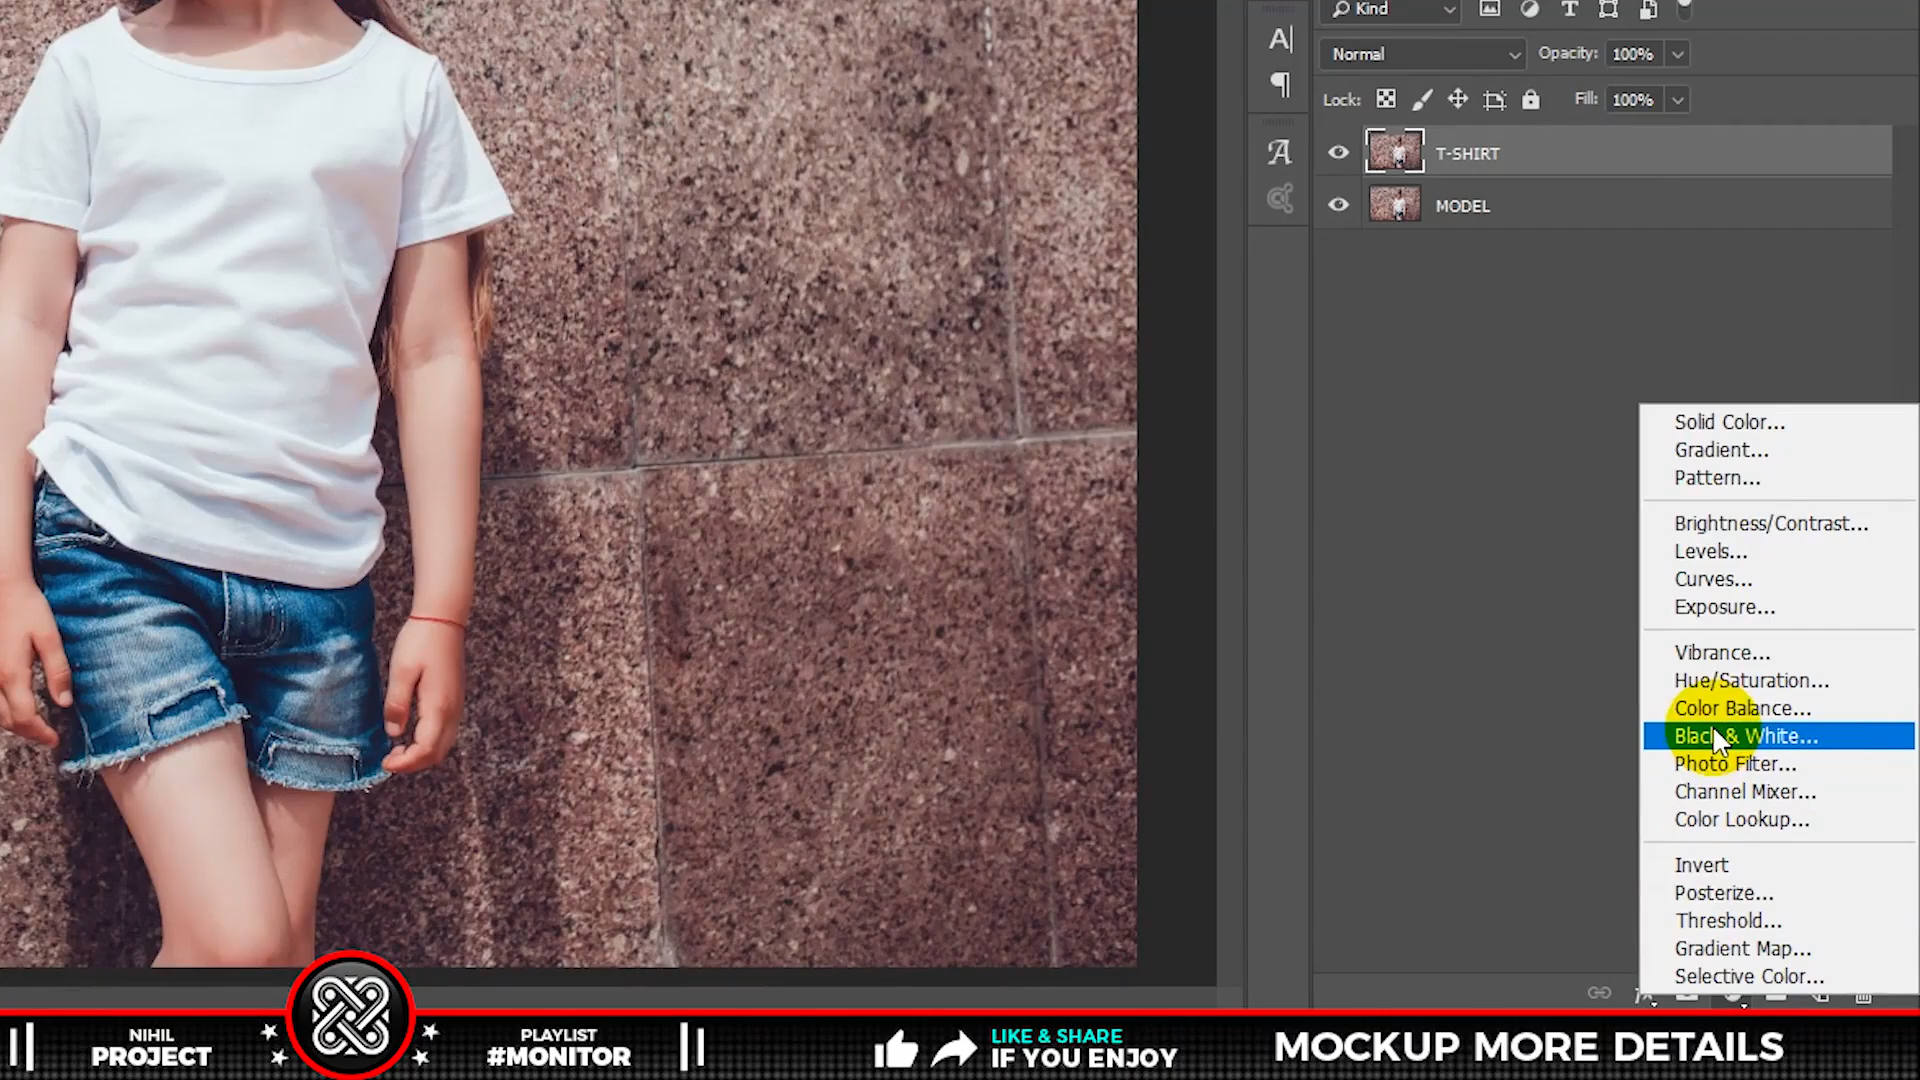 Kind
Normal
Opacity: 100%
Lock:
Fill: 100%
T-SHIRT
MODEL
Solid Color...
Gradient...
Pattern...
Brightness/Contrast...
Levels...
Curves...
Exposure...
Vibrance...
Hue/Saturation...
Color Balance...
Black & White...
Photo Filter...
Channel Mixer...
Color Lookup...
Invert
Posterize...
Threshold...
Gradient Map...
Selective Color...
NIHIL
PROJECT
PLAYLIST
#MONITOR
LIKE & SHARE
IF YOU ENJOY
MOCKUP MORE DETAILS